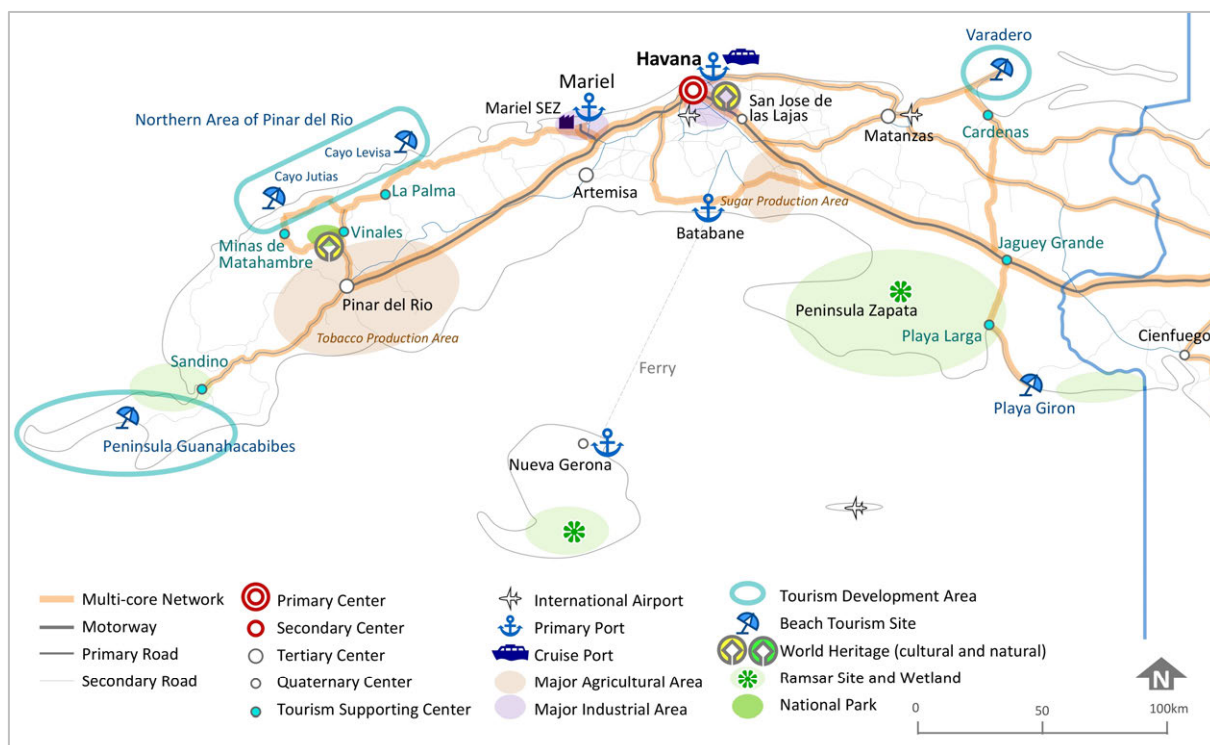 Varadero
Havana
Mariel
Mariel SEZ
San Jose de
las Lajas
Northern Area of Pinar del Rio
Matanzas
Cardenas
Cayo Levisa
Cayo Jutias
La Palma
Artemisa
Sugar Production Area
Batabane
Minas de
Matahambre
Vinales
Jaguey Grande
Pinar del Rio
Peninsula Zapata
Tobacco Production Area
Playa Larga
Cienfuego
Sandino
Ferry
Playa Giron
Peninsula Guanahacabibes
Nueva Gerona
Multi-core Network
Motorway
Primary Road
Secondary Road
Primary Center
Secondary Center
Tertiary Center
Quaternary Center
Tourism Supporting Center
International Airport
Primary Port
Cruise Port
Major Agricultural Area
Major Industrial Area
Tourism Development Area
Beach Tourism Site
World Heritage (cultural and natural)
Ramsar Site and Wetland
National Park
N
0 50 100km